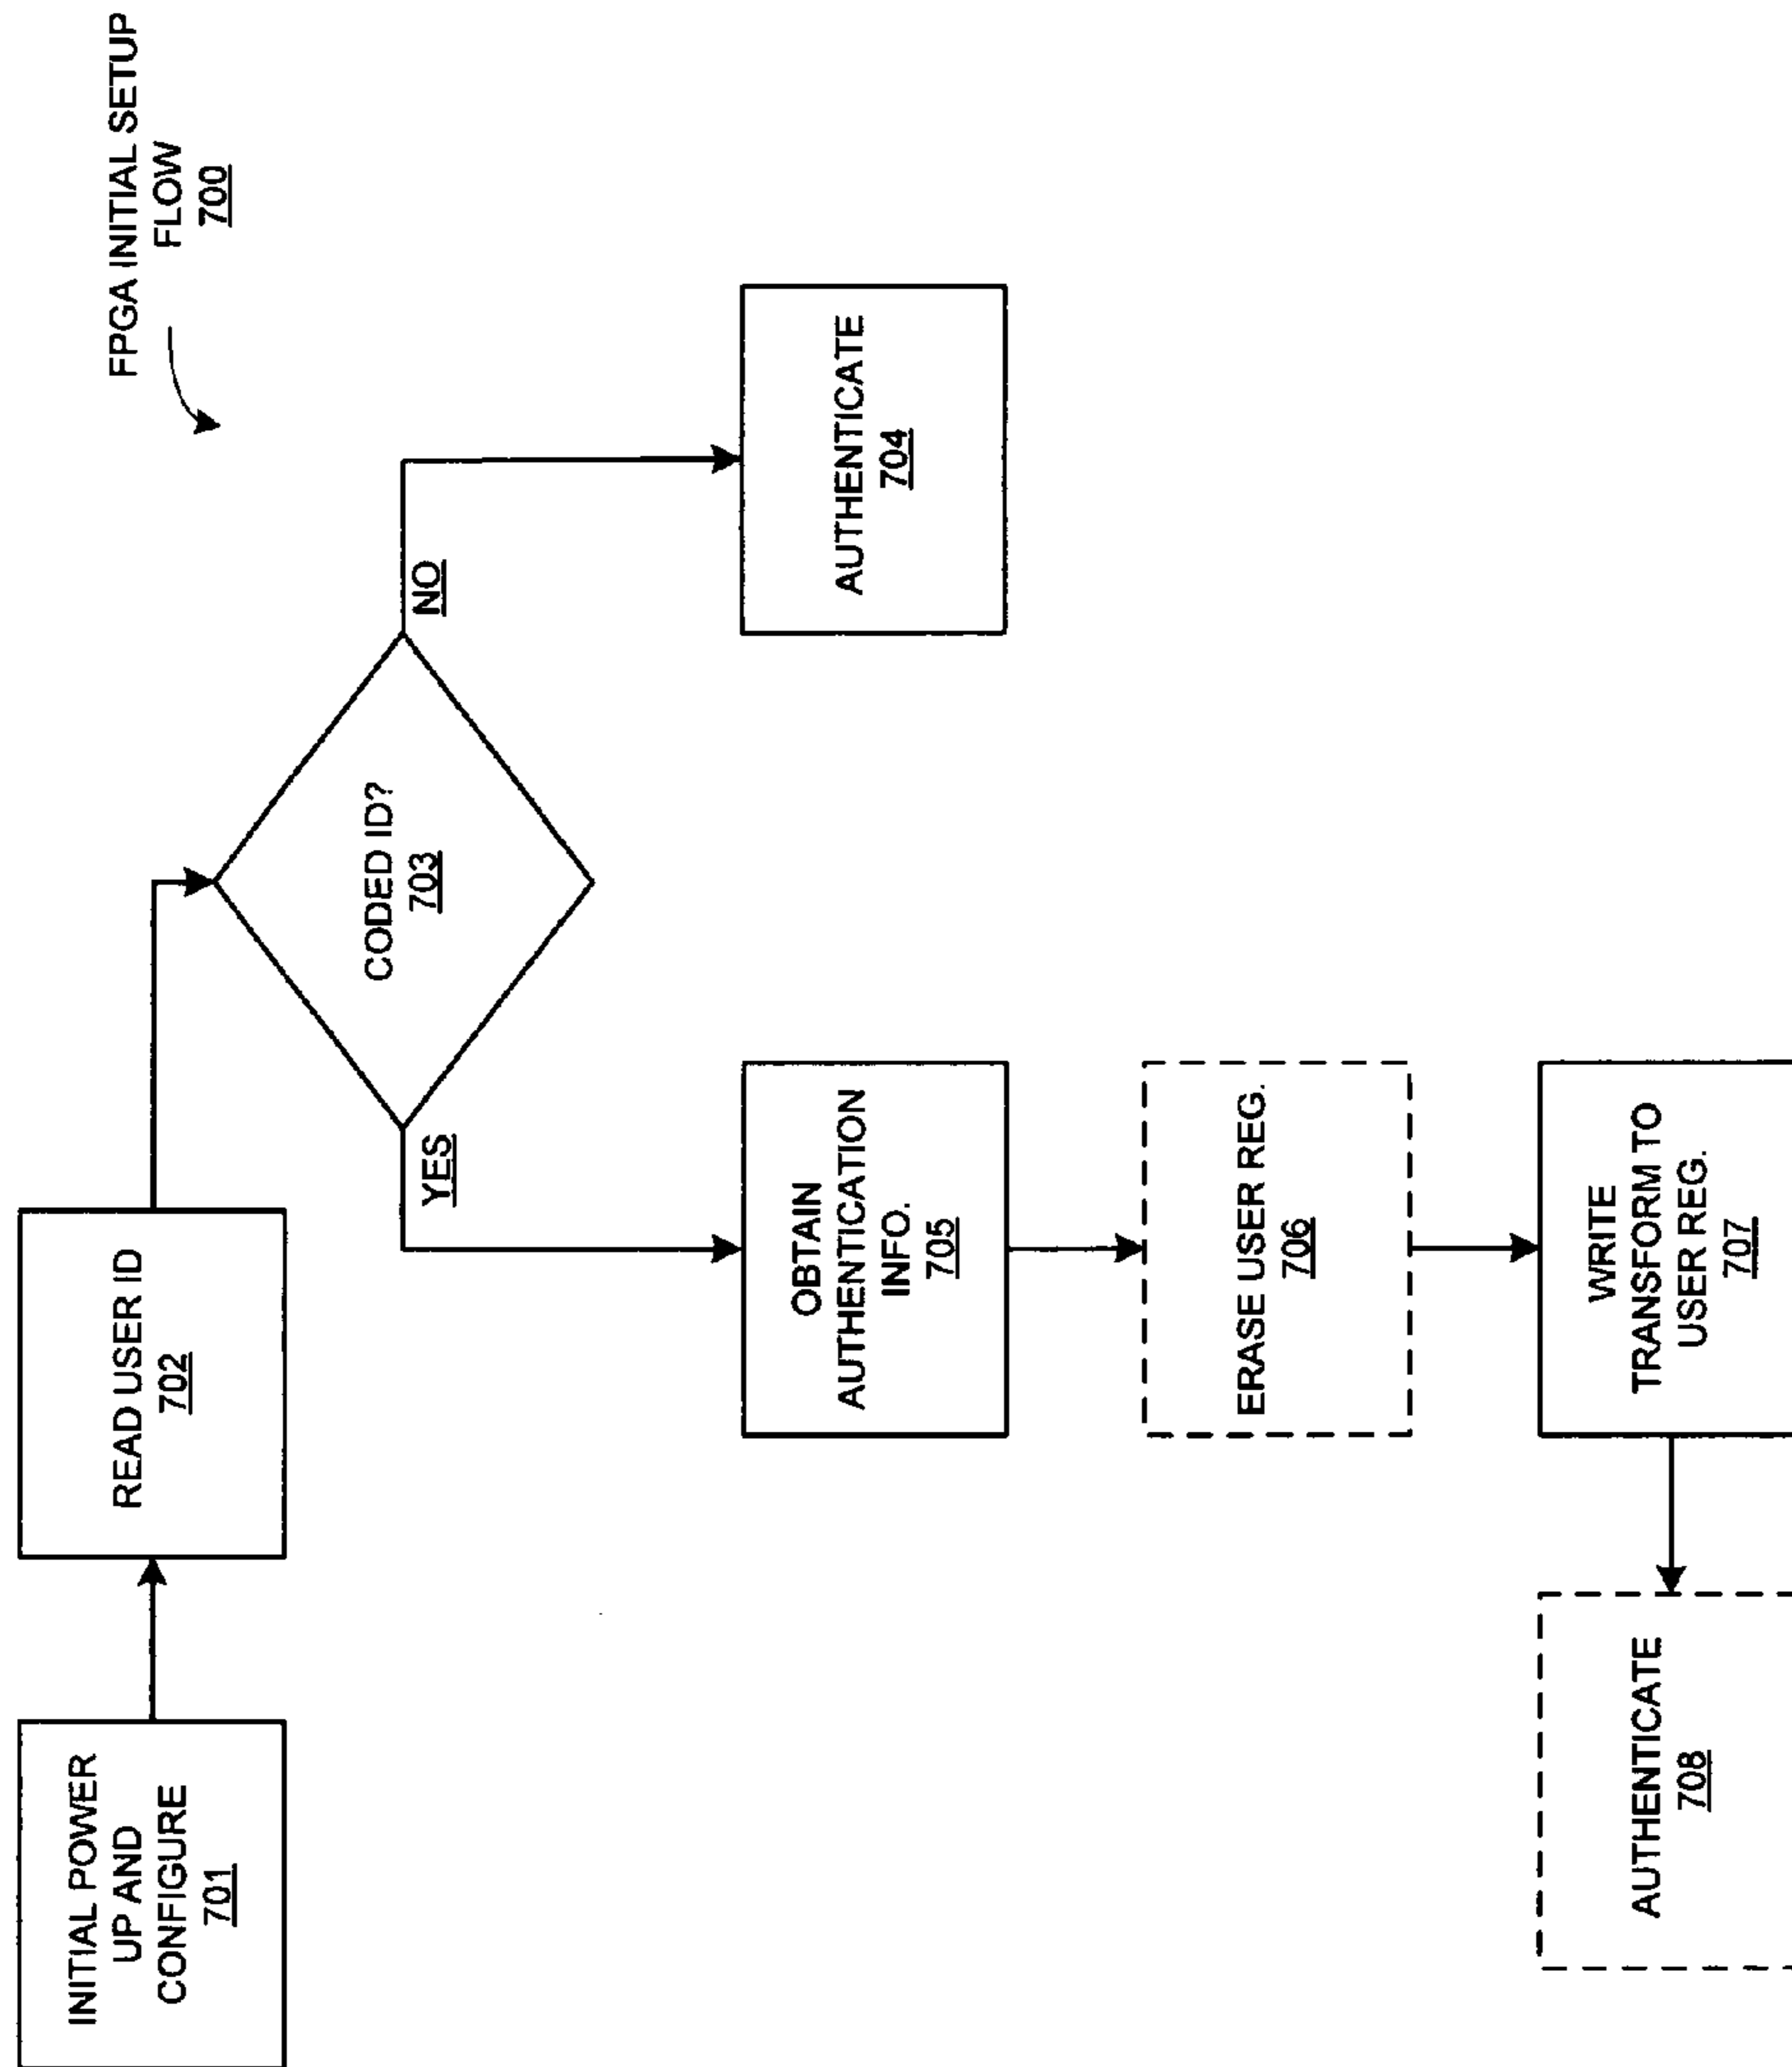 FPGA INITIAL SETUP
FLOW
700
INITIAL POWER
UP AND
CONFIGURE
701
READ USER ID
702
CODED ID?
703
YES
NO
AUTHENTICATE
704
OBTAIN
AUTHENTICATION
INFO.
705
ERASE USER REG.
706
WRITE
TRANSFORM TO
USER REG.
707
AUTHENTICATE
708